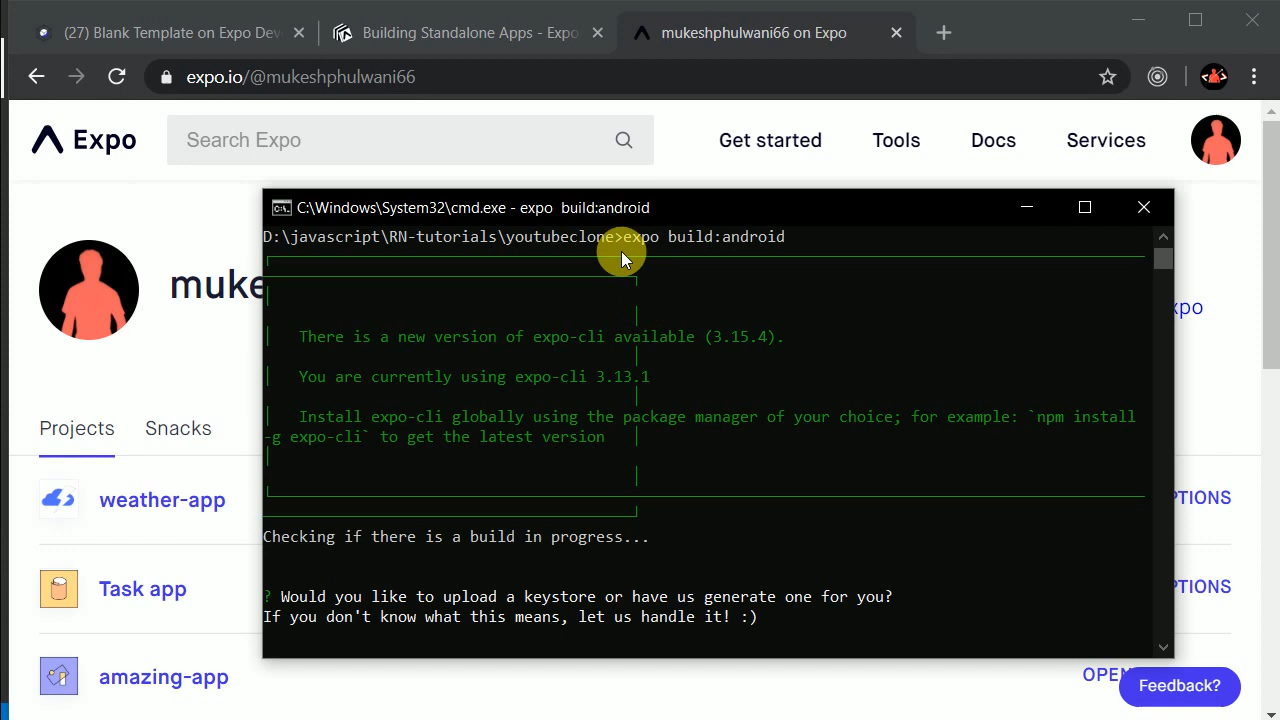 (27) Blank Template on Expo Dev
Building Standalone Apps - Expo
mukeshphulwani66 on Expo
expo.io/@mukeshphulwani66
Expo
Search Expo
Get started
Tools
Docs
Services
muke
C:\Windows\System32\cmd.exe - expo  build:android
D:\javascript\RN-tutorials\youtubeclone>expo build:android
There is a new version of expo-cli available (3.15.4).
You are currently using expo-cli 3.13.1
Install expo-cli globally using the package manager of your choice; for example: `npm install
-g expo-cli` to get the latest version
Checking if there is a build in progress...
? Would you like to upload a keystore or have us generate one for you?
If you don't know what this means, let us handle it! :)
xpo
Projects
Snacks
weather-app
PTIONS
Task app
PTIONS
amazing-app
OPEN
Feedback?